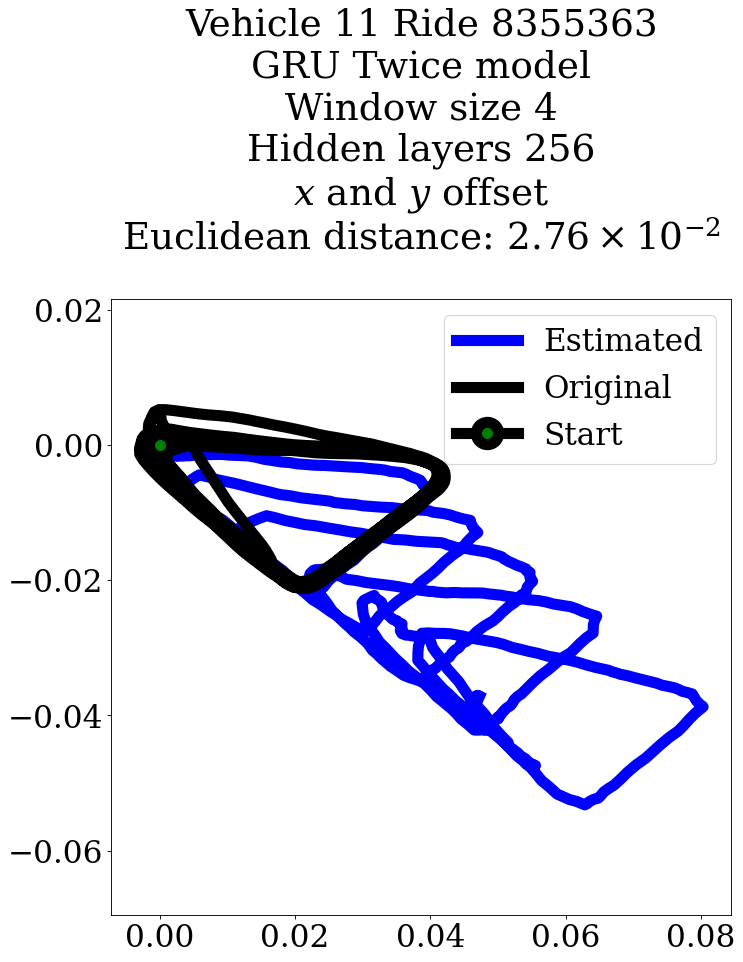 Vehicle 11 Ride 8355363
GRU Twice model
Window size 4
Hidden layers 256
x and y offset
Euclidean distance: 2.76 × 10⁻²
Estimated
Original
Start
0.02
0.00
−0.02
−0.04
−0.06
0.00 0.02 0.04 0.06 0.08